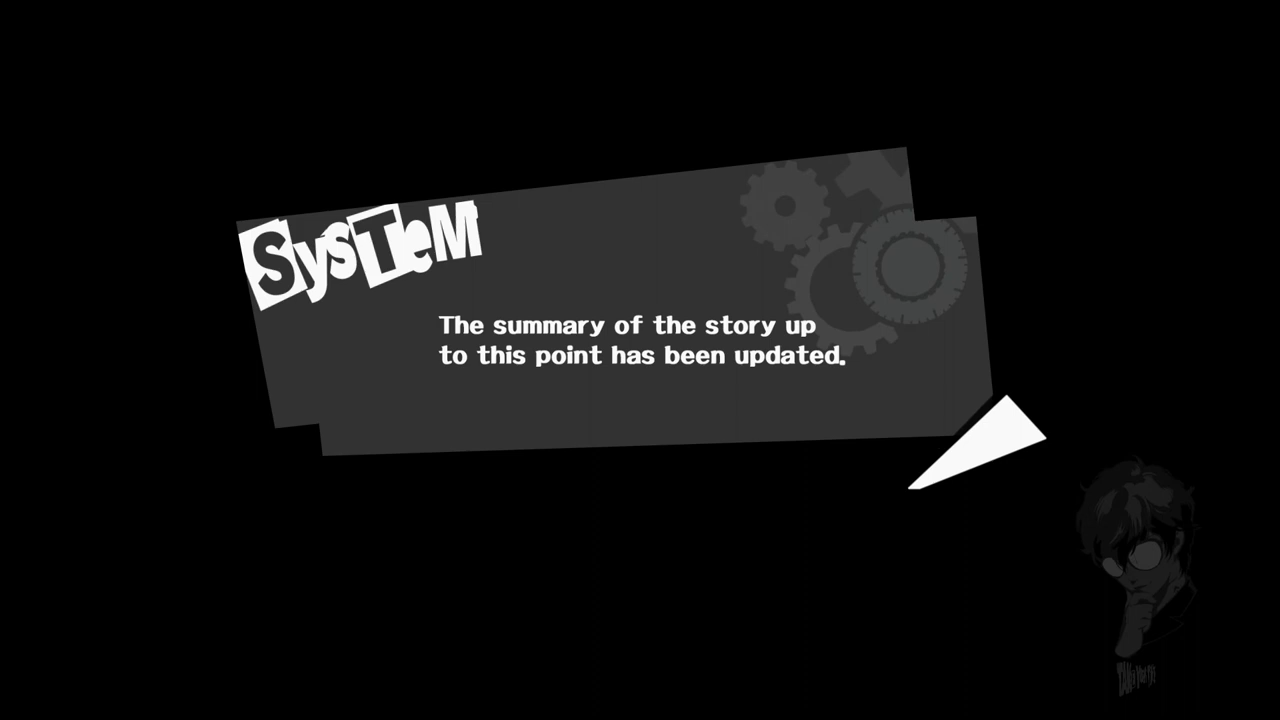 SysTeM
The summary of the story up
to this point has been updated.